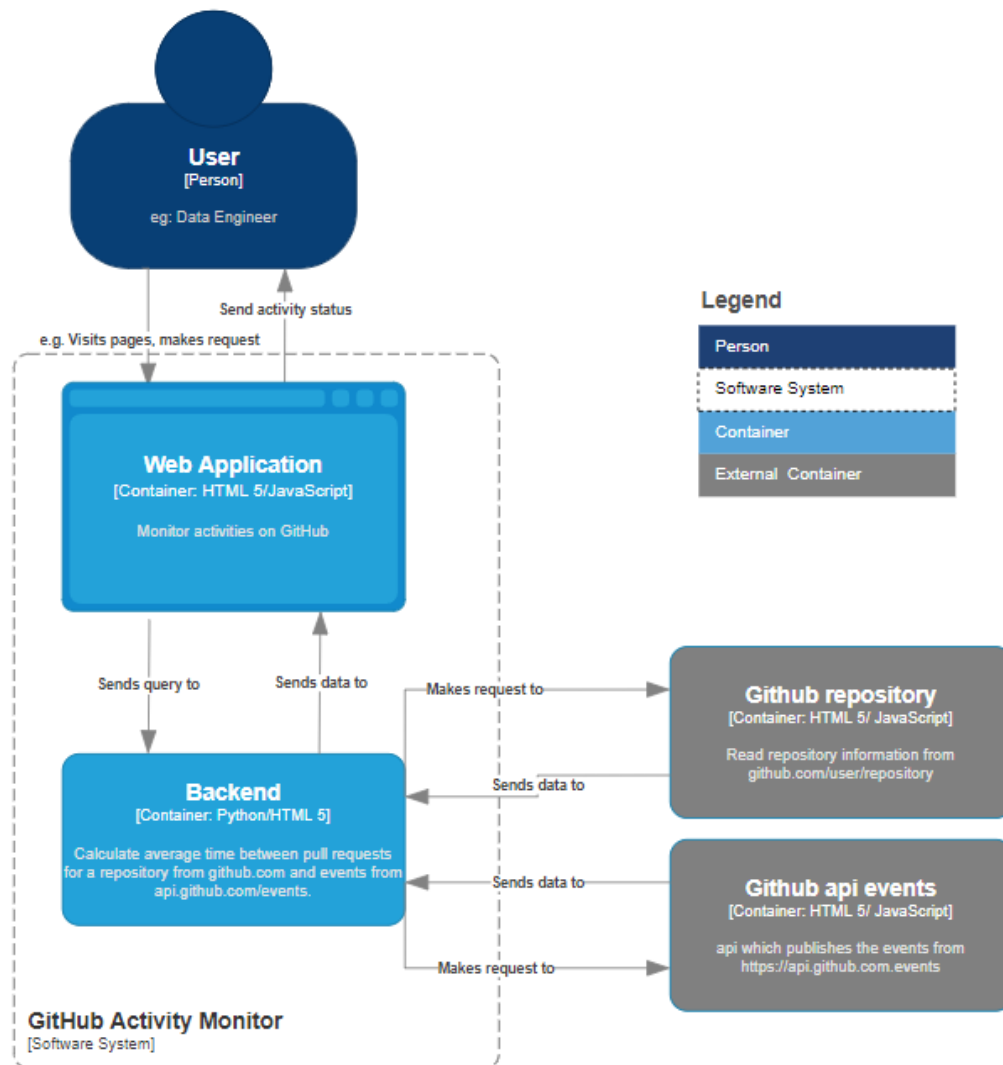 User
[Person]
eg: Data Engineer
Send activity status
e.g. Visits pages, makes request
Legend
Person
Software System
Container
External Container
Web Application
[Container: HTML 5/JavaScript]
Monitor activities on GitHub
Sends query to
Sends data to
Makes request to
Github repository
[Container: HTML 5/ JavaScript]
Read repository information from
github.com/user/repository
Sends data to
Backend
[Container: Python/HTML 5]
Calculate average time between pull requests
for a repository from github.com and events from
api.github.com/events.
Sends data to
Github api events
[Container: HTML 5/ JavaScript]
api which publishes the events from
https://api.github.com.events
Makes request to
GitHub Activity Monitor
[Software System]